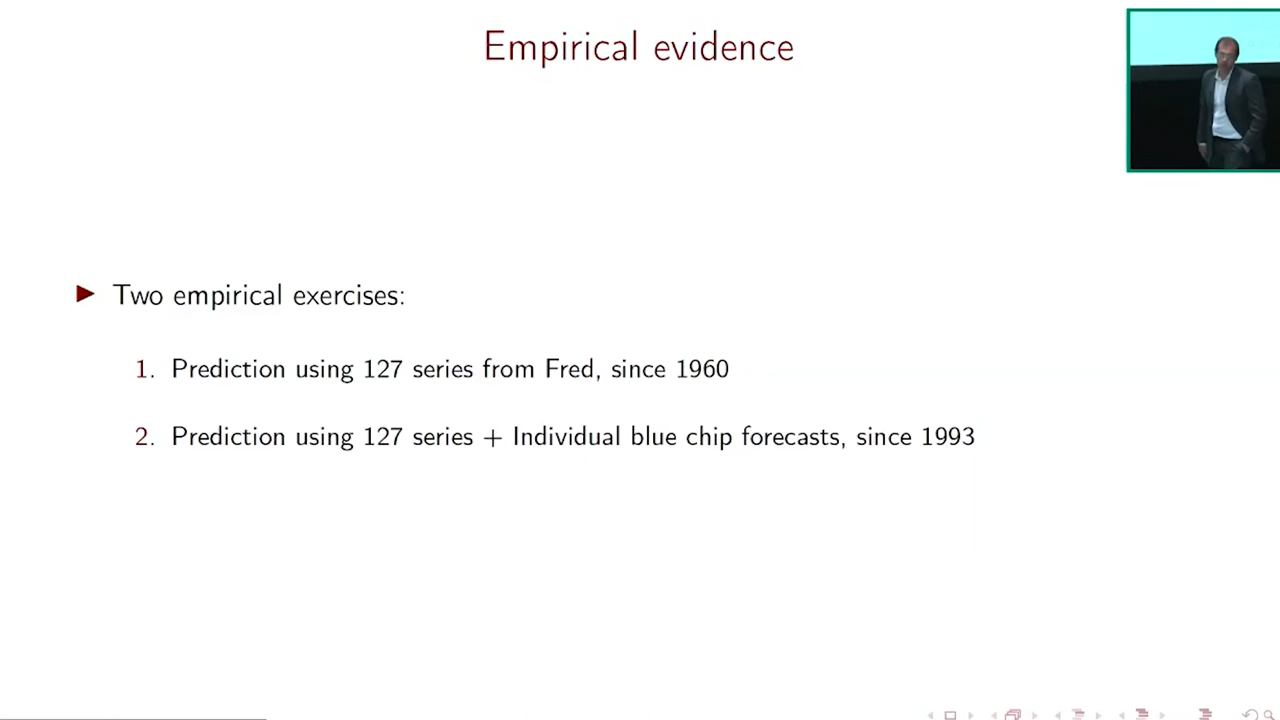 Empirical evidence
▶ Two empirical exercises:
1. Prediction using 127 series from Fred, since 1960
2. Prediction using 127 series + Individual blue chip forecasts, since 1993